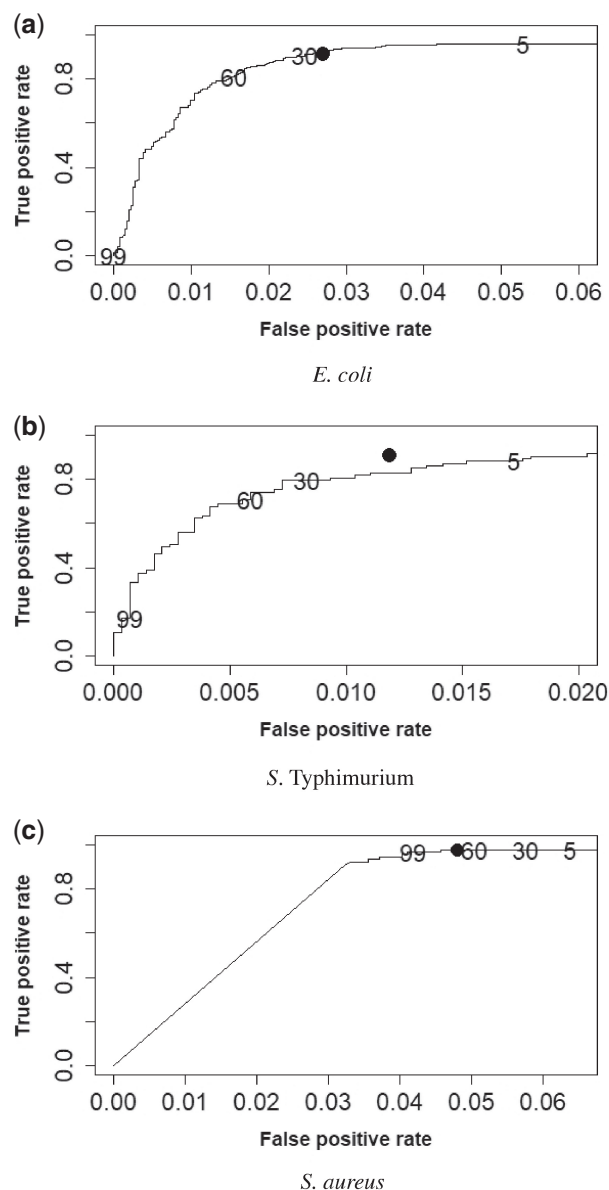 (a)
True positive rate
0.0 0.4 0.8
99 60 30 5
0.00 0.01 0.02 0.03 0.04 0.05 0.06
False positive rate
E. coli
(b)
True positive rate
0.0 0.4 0.8
99 60 30 5
0.000 0.005 0.010 0.015 0.020
False positive rate
S. Typhimurium
(c)
True positive rate
0.0 0.4 0.8
99 60 30 5
0.00 0.01 0.02 0.03 0.04 0.05 0.06
False positive rate
S. aureus